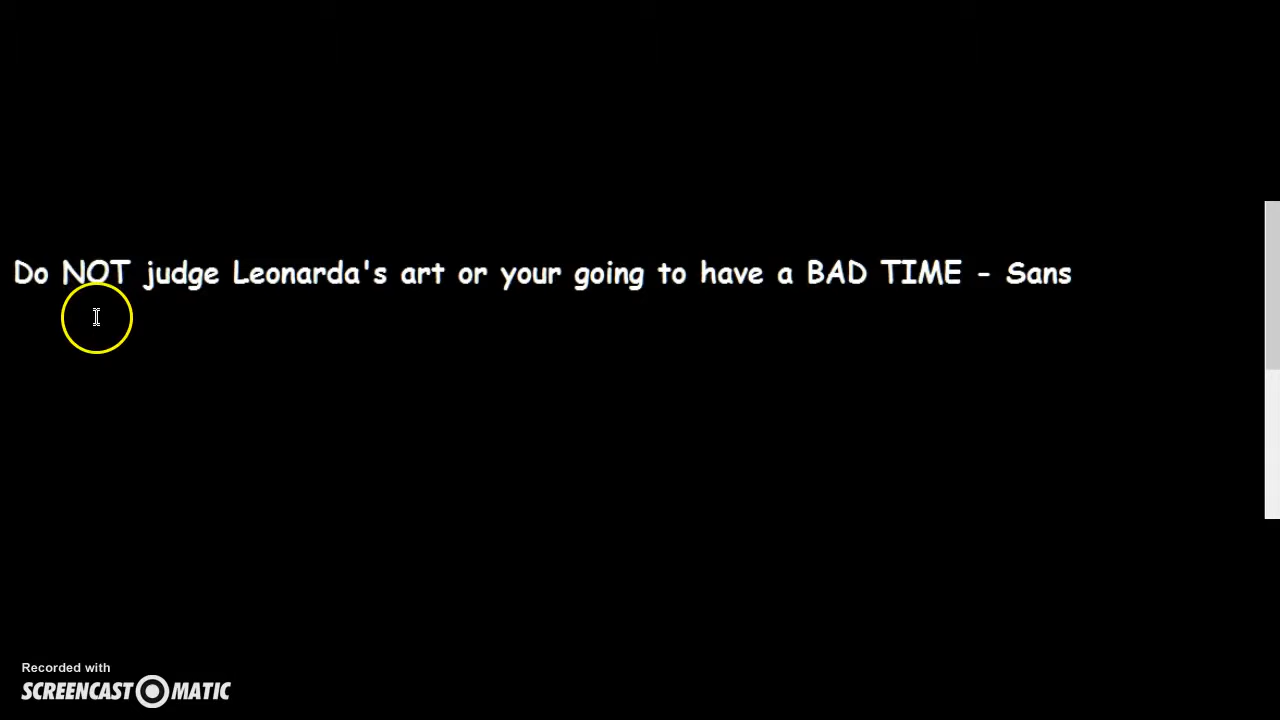 Do NOT judge Leonarda's art or your going to have a BAD TIME - Sans
Recorded with
SCREENCAST MATIC